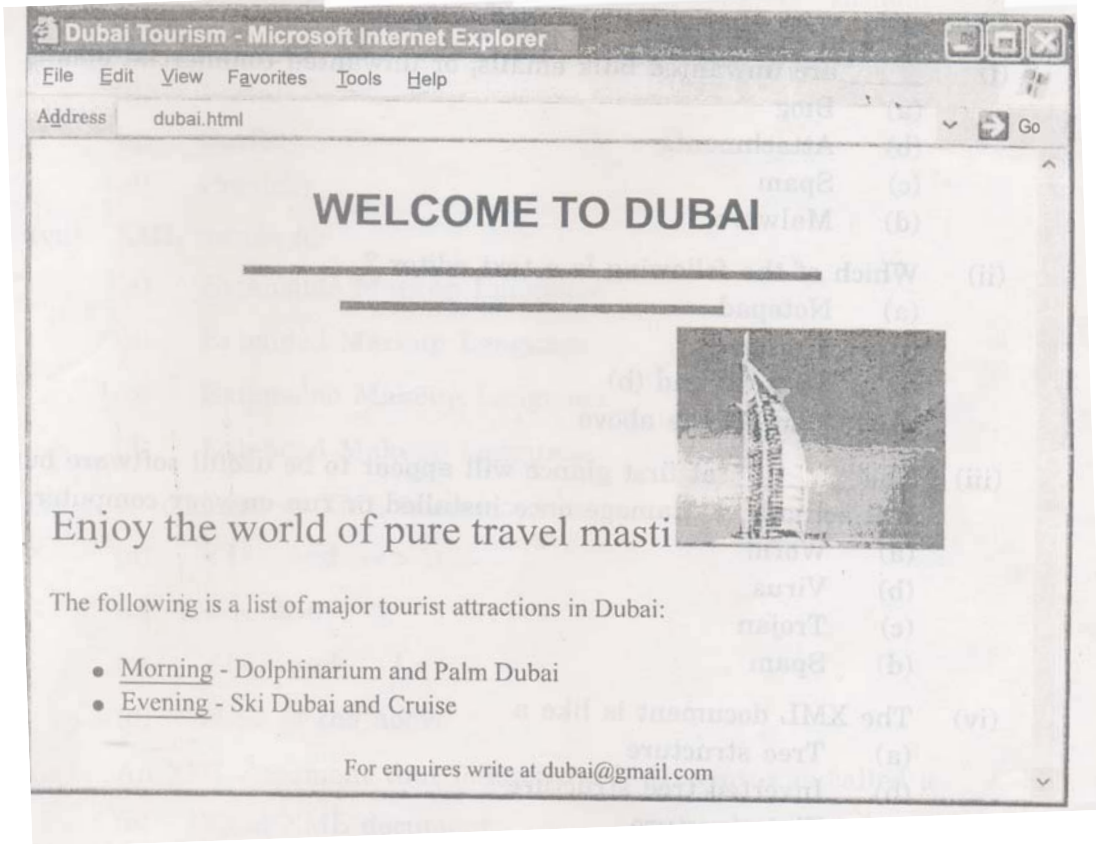 Dubai Tourism - Microsoft Internet Explorer
File Edit View Favorites Tools Help
Address dubai.html Go
WELCOME TO DUBAI
Enjoy the world of pure travel masti
The following is a list of major tourist attractions in Dubai:
• Morning - Dolphinarium and Palm Dubai
• Evening - Ski Dubai and Cruise
For enquires write at dubai@gmail.com